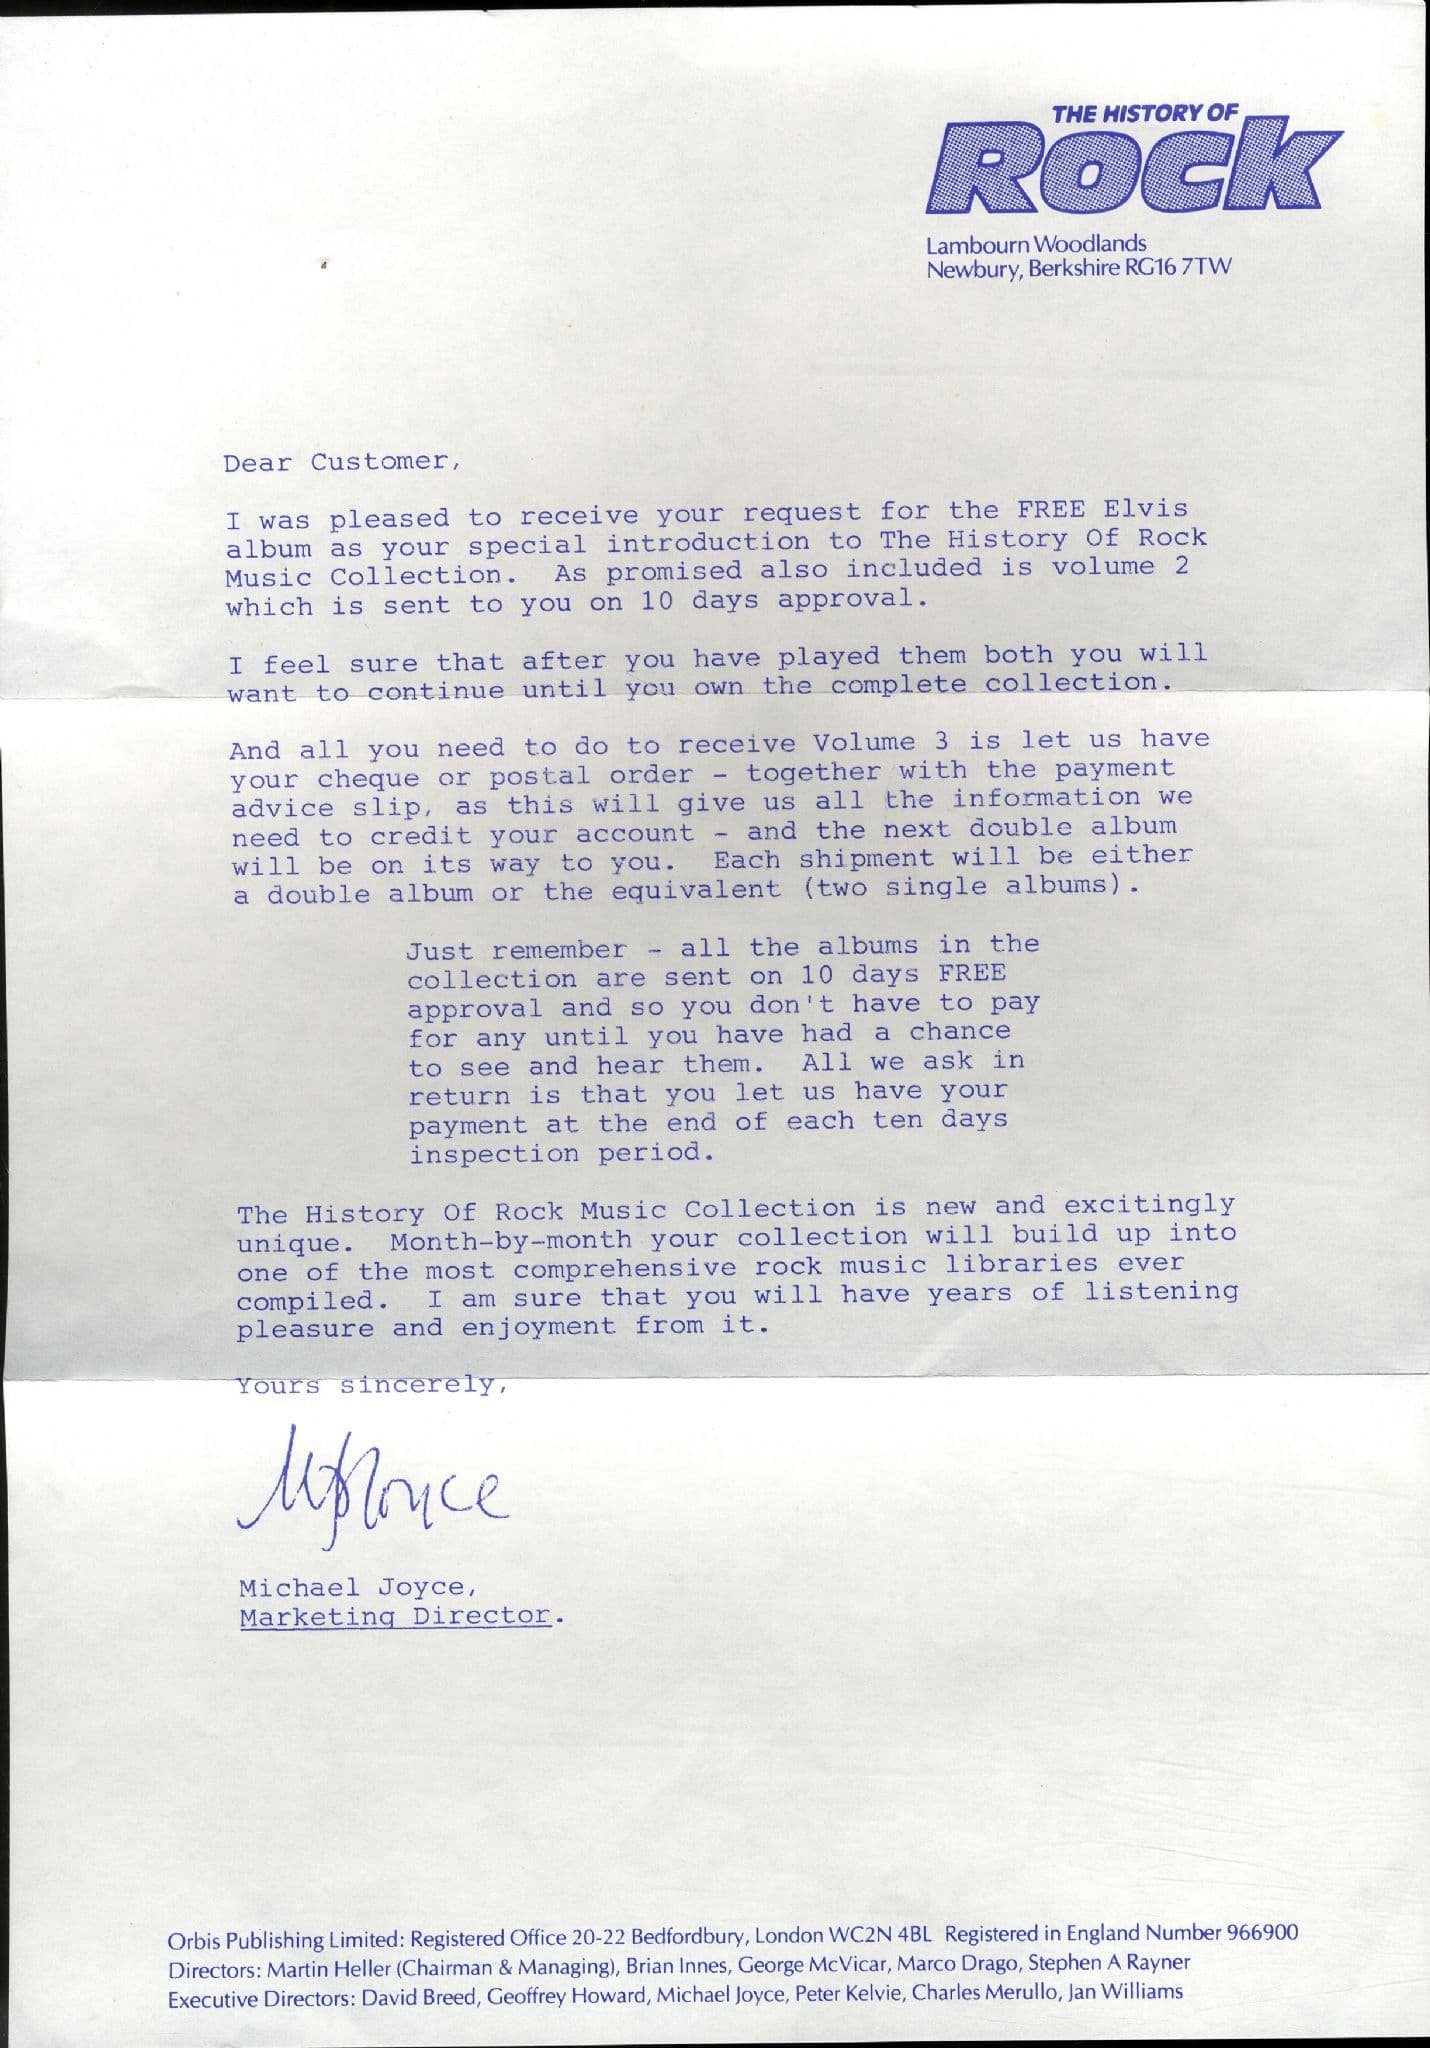 THE HISTORY OF
ROCK
Lambourn Woodlands
Newbury, Berkshire RG16 7TW
Dear Customer,
I was pleased to receive your request for the FREE Elvis
album as your special introduction to The History Of Rock
Music Collection. As promised also included is volume 2
which is sent to you on 10 days approval.
I feel sure that after you have played them both you will
want to continue until you own the complete collection.
And all you need to do to receive Volume 3 is let us have
your cheque or postal order - together with the payment
advice slip, as this will give us all the information we
need to credit your account - and the next double album
will be on its way to you. Each shipment will be either
a double album or the equivalent (two single albums).
Just remember - all the albums in the
collection are sent on 10 days FREE
approval and so you don't have to pay
for any until you have had a chance
to see and hear them. All we ask in
return is that you let us have your
payment at the end of each ten days
inspection period.
The History Of Rock Music Collection is new and excitingly
unique. Month-by-month your collection will build up into
one of the most comprehensive rock music libraries ever
compiled. I am sure that you will have years of listening
pleasure and enjoyment from it.
Yours sincerely,
Michael Joyce,
Marketing Director.
Orbis Publishing Limited: Registered Office 20-22 Bedfordbury, London WC2N 4BL Registered in England Number 966900
Directors: Martin Heller (Chairman & Managing), Brian Innes, George McVicar, Marco Drago, Stephen A Rayner
Executive Directors: David Breed, Geoffrey Howard, Michael Joyce, Peter Kelvie, Charles Merullo, Jan Williams